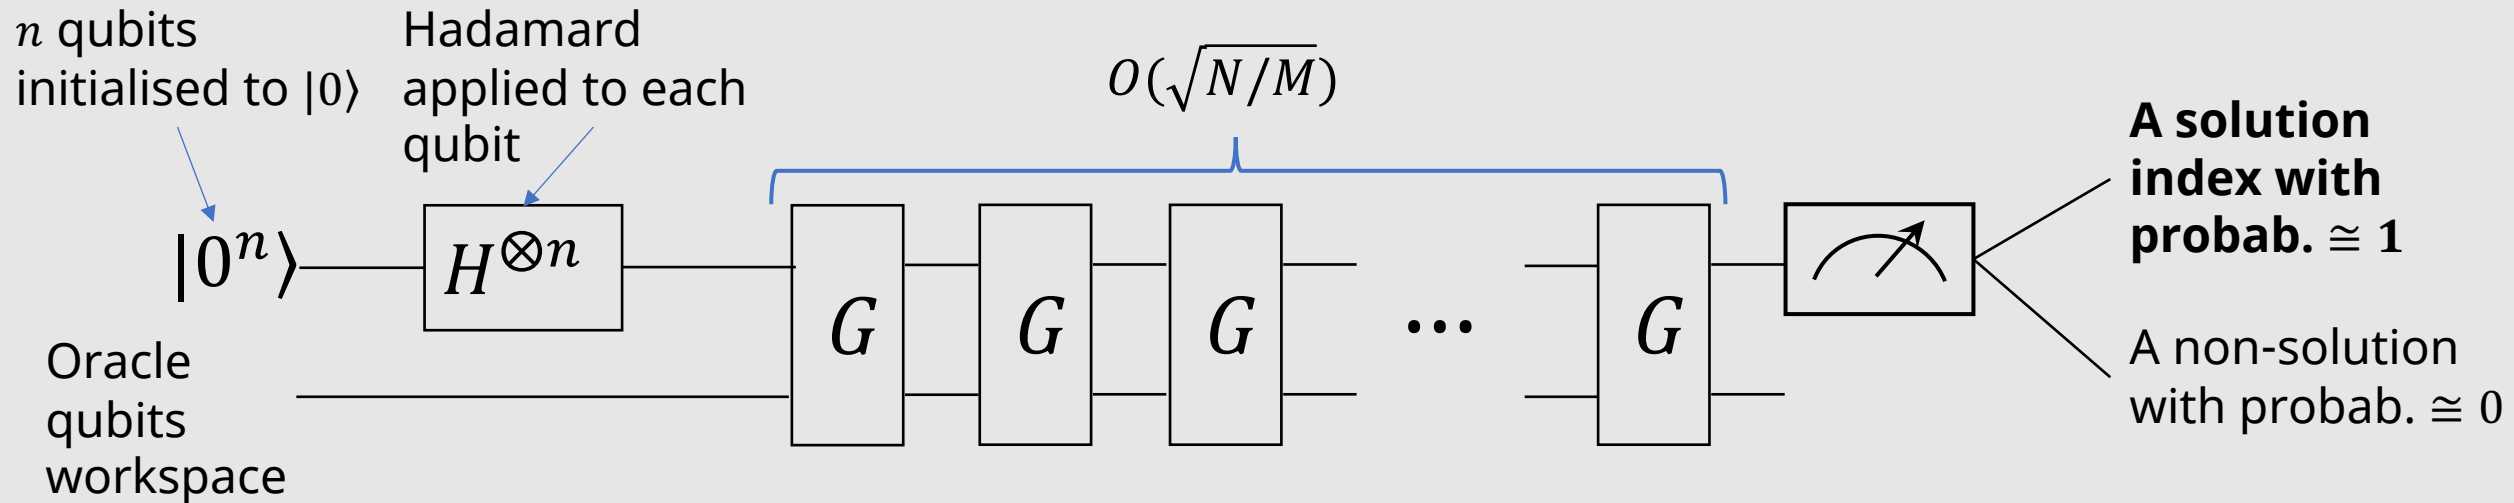 n qubits
initialised to |0⟩
Hadamard
applied to each
qubit
O(√N/M)
|0ⁿ⟩
H⊗ⁿ
G
G
G
...
G
A solution
index with
probab. ≅ 1
Oracle
qubits
workspace
A non-solution
with probab. ≅ 0